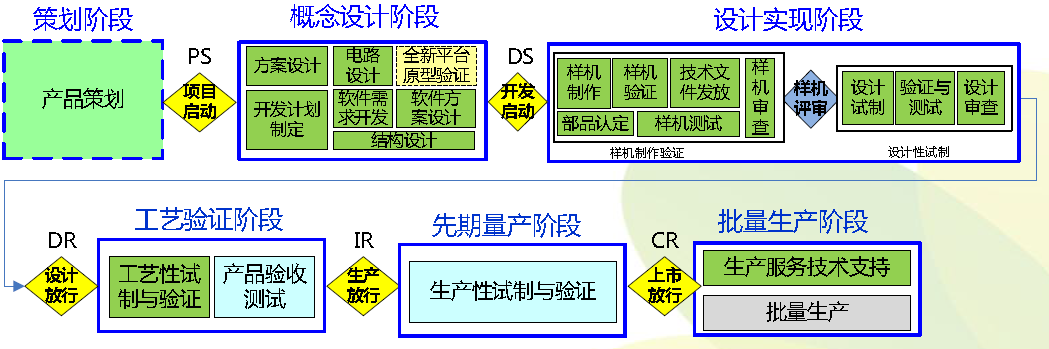 策划阶段
概念设计阶段
设计实现阶段
产品策划
PS
项目
启动
方案设计
电路
设计
全新平台
原型验证
开发计划
制定
软件需
求开发
软件方
案设计
结构设计
DS
开发
启动
样机
制作
样机
验证
技术文
件发放
样
机
审
查
部品认定
样机测试
样机制作验证
样机
评审
设计
试制
验证与
测试
设计
审查
设计性试制
工艺验证阶段
先期量产阶段
批量生产阶段
DR
设计
放行
工艺性试
制与验证
产品验收
测试
IR
生产
放行
生产性试制与验证
CR
上市
放行
生产服务技术支持
批量生产